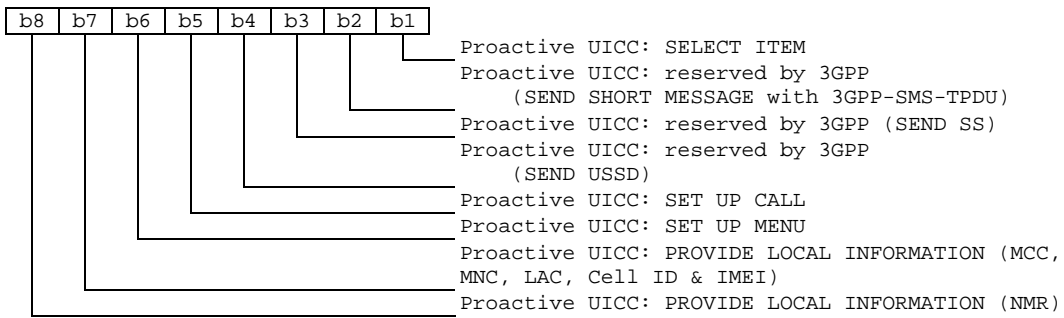 b8 b7 b6 b5 b4 b3 b2 b1
Proactive UICC: SELECT ITEM
Proactive UICC: reserved by 3GPP
(SEND SHORT MESSAGE with 3GPP-SMS-TPDU)
Proactive UICC: reserved by 3GPP (SEND SS)
Proactive UICC: reserved by 3GPP
(SEND USSD)
Proactive UICC: SET UP CALL
Proactive UICC: SET UP MENU
Proactive UICC: PROVIDE LOCAL INFORMATION (MCC,
MNC, LAC, Cell ID & IMEI)
Proactive UICC: PROVIDE LOCAL INFORMATION (NMR)